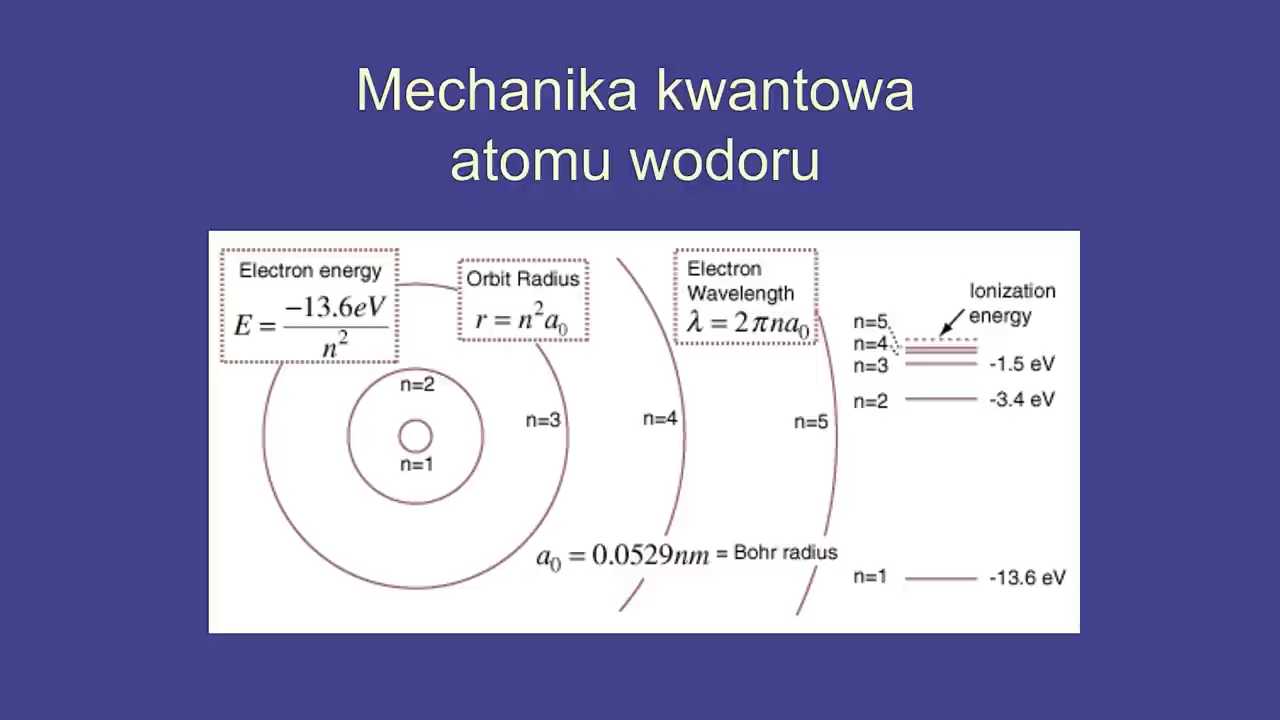 Mechanika kwantowa
atomu wodoru
Electron energy
E = −13.6eV / n²
Orbit Radius
r = n²a₀
Electron
Wavelength
λ = 2πna₀
n=2
n=1
n=3
n=4
n=5
a₀ = 0.0529nm = Bohr radius
Ionization
energy
n=5
n=4
n=3 -1.5 eV
n=2 -3.4 eV
n=1 -13.6 eV